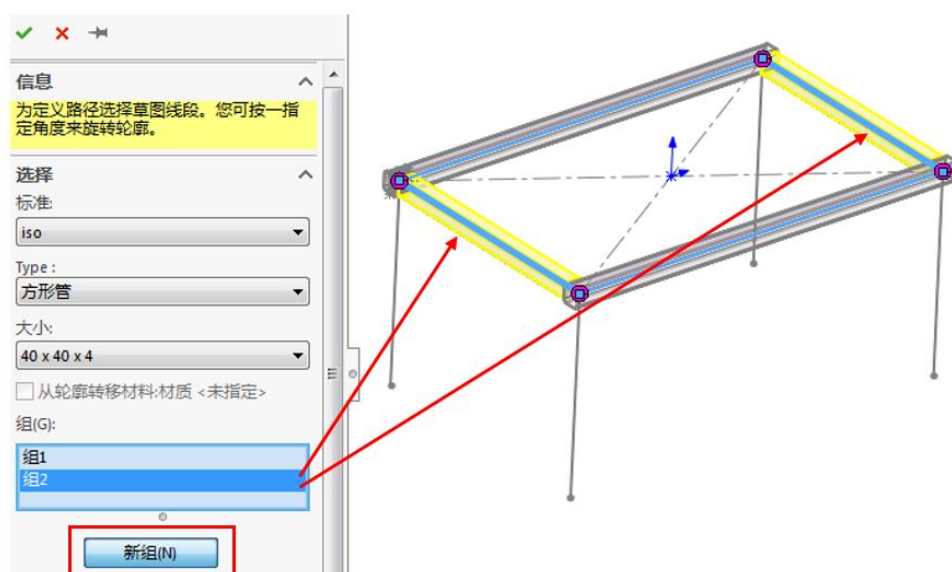 信息
为定义路径选择草图线段。您可按一指
定角度来旋转轮廓。
选择
标准:
iso
Type :
方形管
大小:
40 x 40 x 4
从轮廓转移材料:材质 <未指定>
组(G):
组1
组2
新组(N)